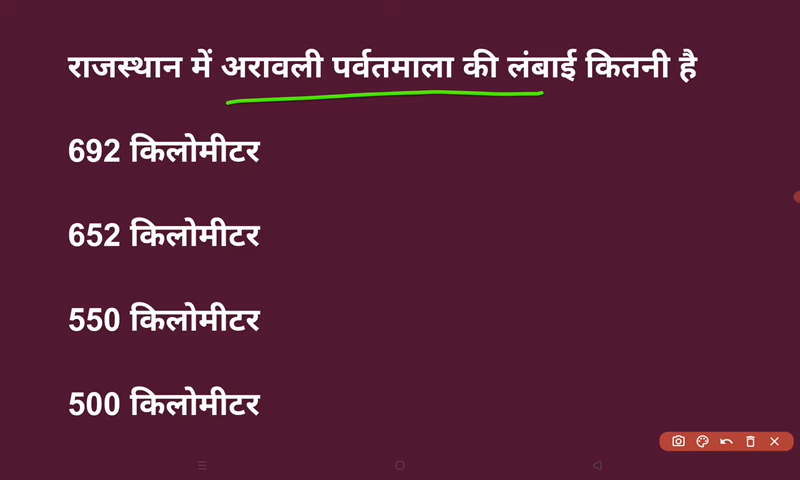 राजस्थान में अरावली पर्वतमाला की लंबाई कितनी है
692 किलोमीटर
652 किलोमीटर
550 किलोमीटर
500 किलोमीटर